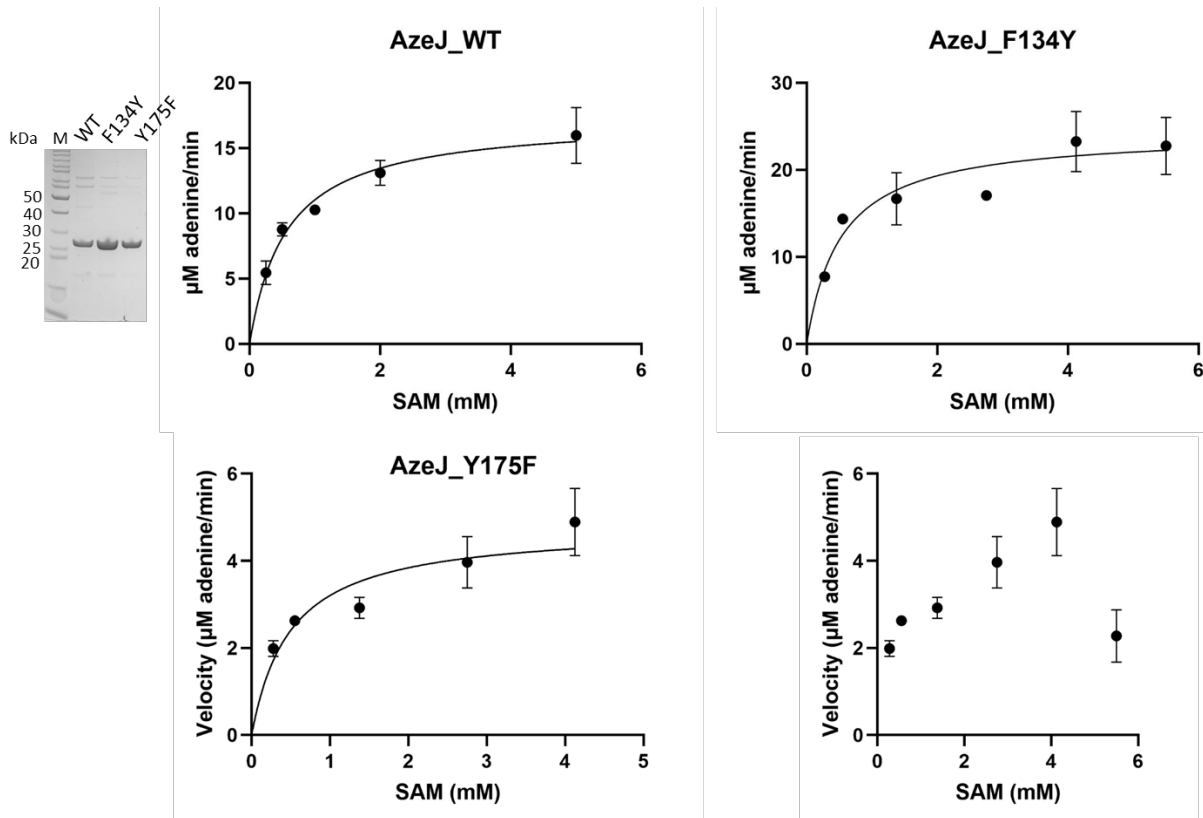 AzeJ_WT
AzeJ_F134Y
kDa M WT F134Y Y175F
50
40
30
25
20
20
15
10
5
0
µM adenine/min
0 2 4 6
SAM (mM)
30
20
10
0
µM adenine/min
0 2 4 6
SAM (mM)
AzeJ_Y175F
6
4
2
0
Velocity (µM adenine/min)
0 1 2 3 4 5
SAM (mM)
6
4
2
0
Velocity (µM adenine/min)
0 2 4 6
SAM (mM)